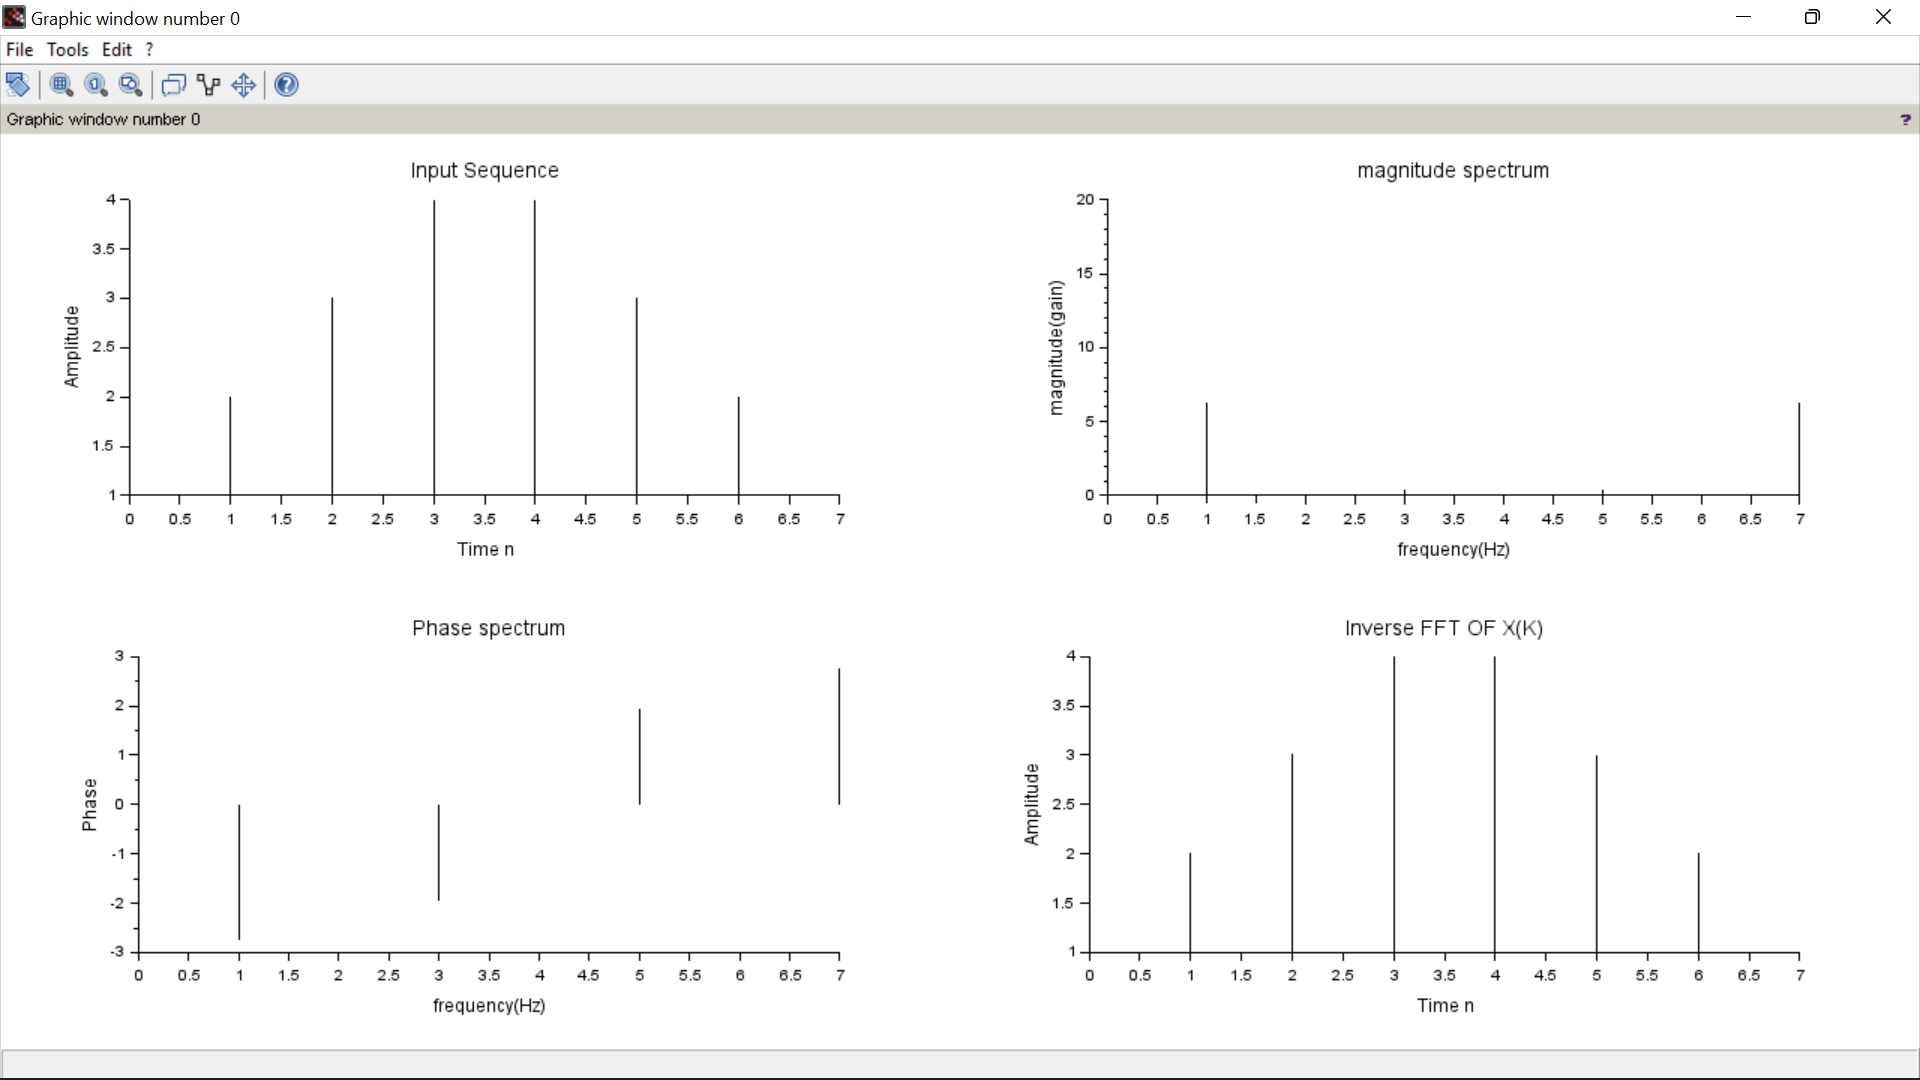 Graphic window number 0
File Tools Edit ?
Graphic window number 0 ?
Input Sequence
4
3.5
3
2.5
2
1.5
1
Amplitude
0 0.5 1 1.5 2 2.5 3 3.5 4 4.5 5 5.5 6 6.5 7
Time n
magnitude spectrum
20
15
10
5
0
magnitude(gain)
0 0.5 1 1.5 2 2.5 3 3.5 4 4.5 5 5.5 6 6.5 7
frequency(Hz)
Phase spectrum
3
2
1
0
-1
-2
-3
Phase
0 0.5 1 1.5 2 2.5 3 3.5 4 4.5 5 5.5 6 6.5 7
frequency(Hz)
Inverse FFT OF X(K)
4
3.5
3
2.5
2
1.5
1
Amplitude
0 0.5 1 1.5 2 2.5 3 3.5 4 4.5 5 5.5 6 6.5 7
Time n